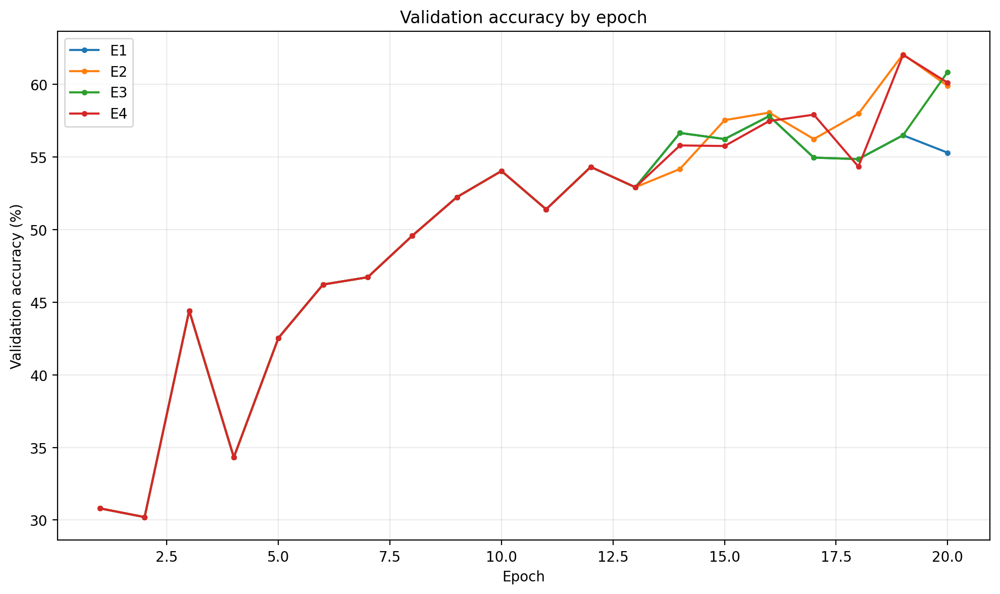 Validation accuracy by epoch
E1
E2
E3
E4
60
55
50
45
40
35
30
Validation accuracy (%)
2.5 5.0 7.5 10.0 12.5 15.0 17.5 20.0
Epoch